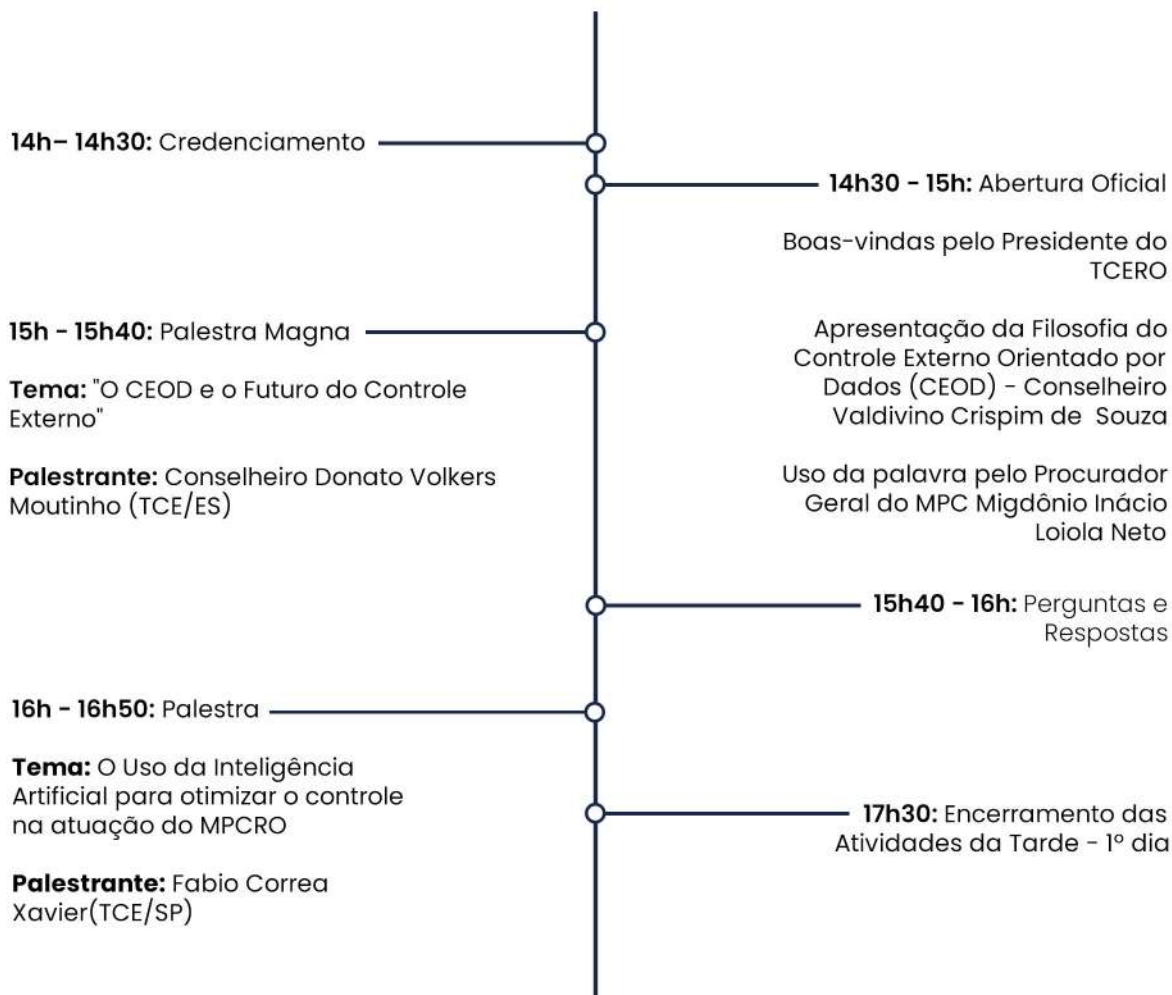 14h– 14h30: Credenciamento
14h30 - 15h: Abertura Oficial
Boas-vindas pelo Presidente do
TCERO
Apresentação da Filosofia do
Controle Externo Orientado por
Dados (CEOD) - Conselheiro
Valdivino Crispim de Souza
Uso da palavra pelo Procurador
Geral do MPC Migdônio Inácio
Loiola Neto
15h - 15h40: Palestra Magna
Tema: "O CEOD e o Futuro do Controle
Externo"
Palestrante: Conselheiro Donato Volkers
Moutinho (TCE/ES)
15h40 - 16h: Perguntas e
Respostas
16h - 16h50: Palestra
Tema: O Uso da Inteligência
Artificial para otimizar o controle
na atuação do MPCRO
Palestrante: Fabio Correa
Xavier(TCE/SP)
17h30: Encerramento das
Atividades da Tarde - 1º dia